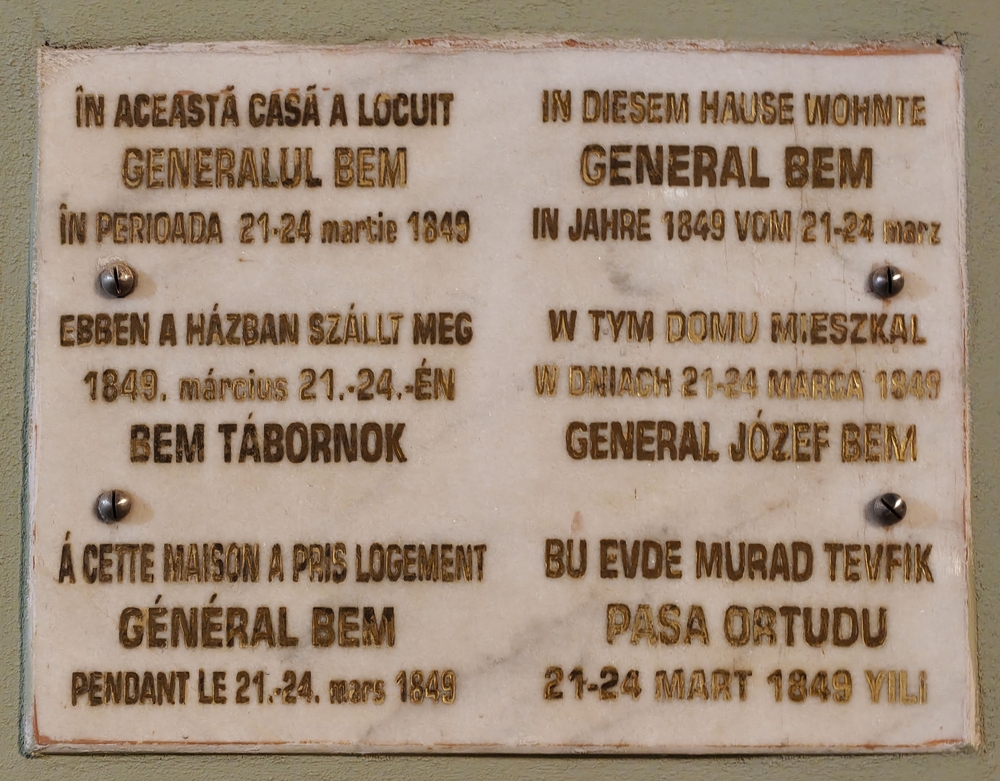 ÎN ACEASTĂ CASĂ A LOCUIT
GENERALUL BEM
ÎN PERIOADA 21-24 martie 1849
EBBEN A HÁZBAN SZÁLLT MEG
1849. március 21.-24.-ÉN
BEM TÁBORNOK
Á CETTE MAISON A PRIS LOGEMENT
GÉNÉRAL BEM
PENDANT LE 21.-24. mars 1849
IN DIESEM HAUSE WOHNTE
GENERAL BEM
IN JAHRE 1849 VOM 21-24 marz
W TYM DOMU MIESZKAL
W DNIACH 21-24 MARCA 1849
GENERAL JÓZEF BEM
BU EVDE MURAD TEVFIK
PASA ORTUDU
21-24 MART 1849 YILI